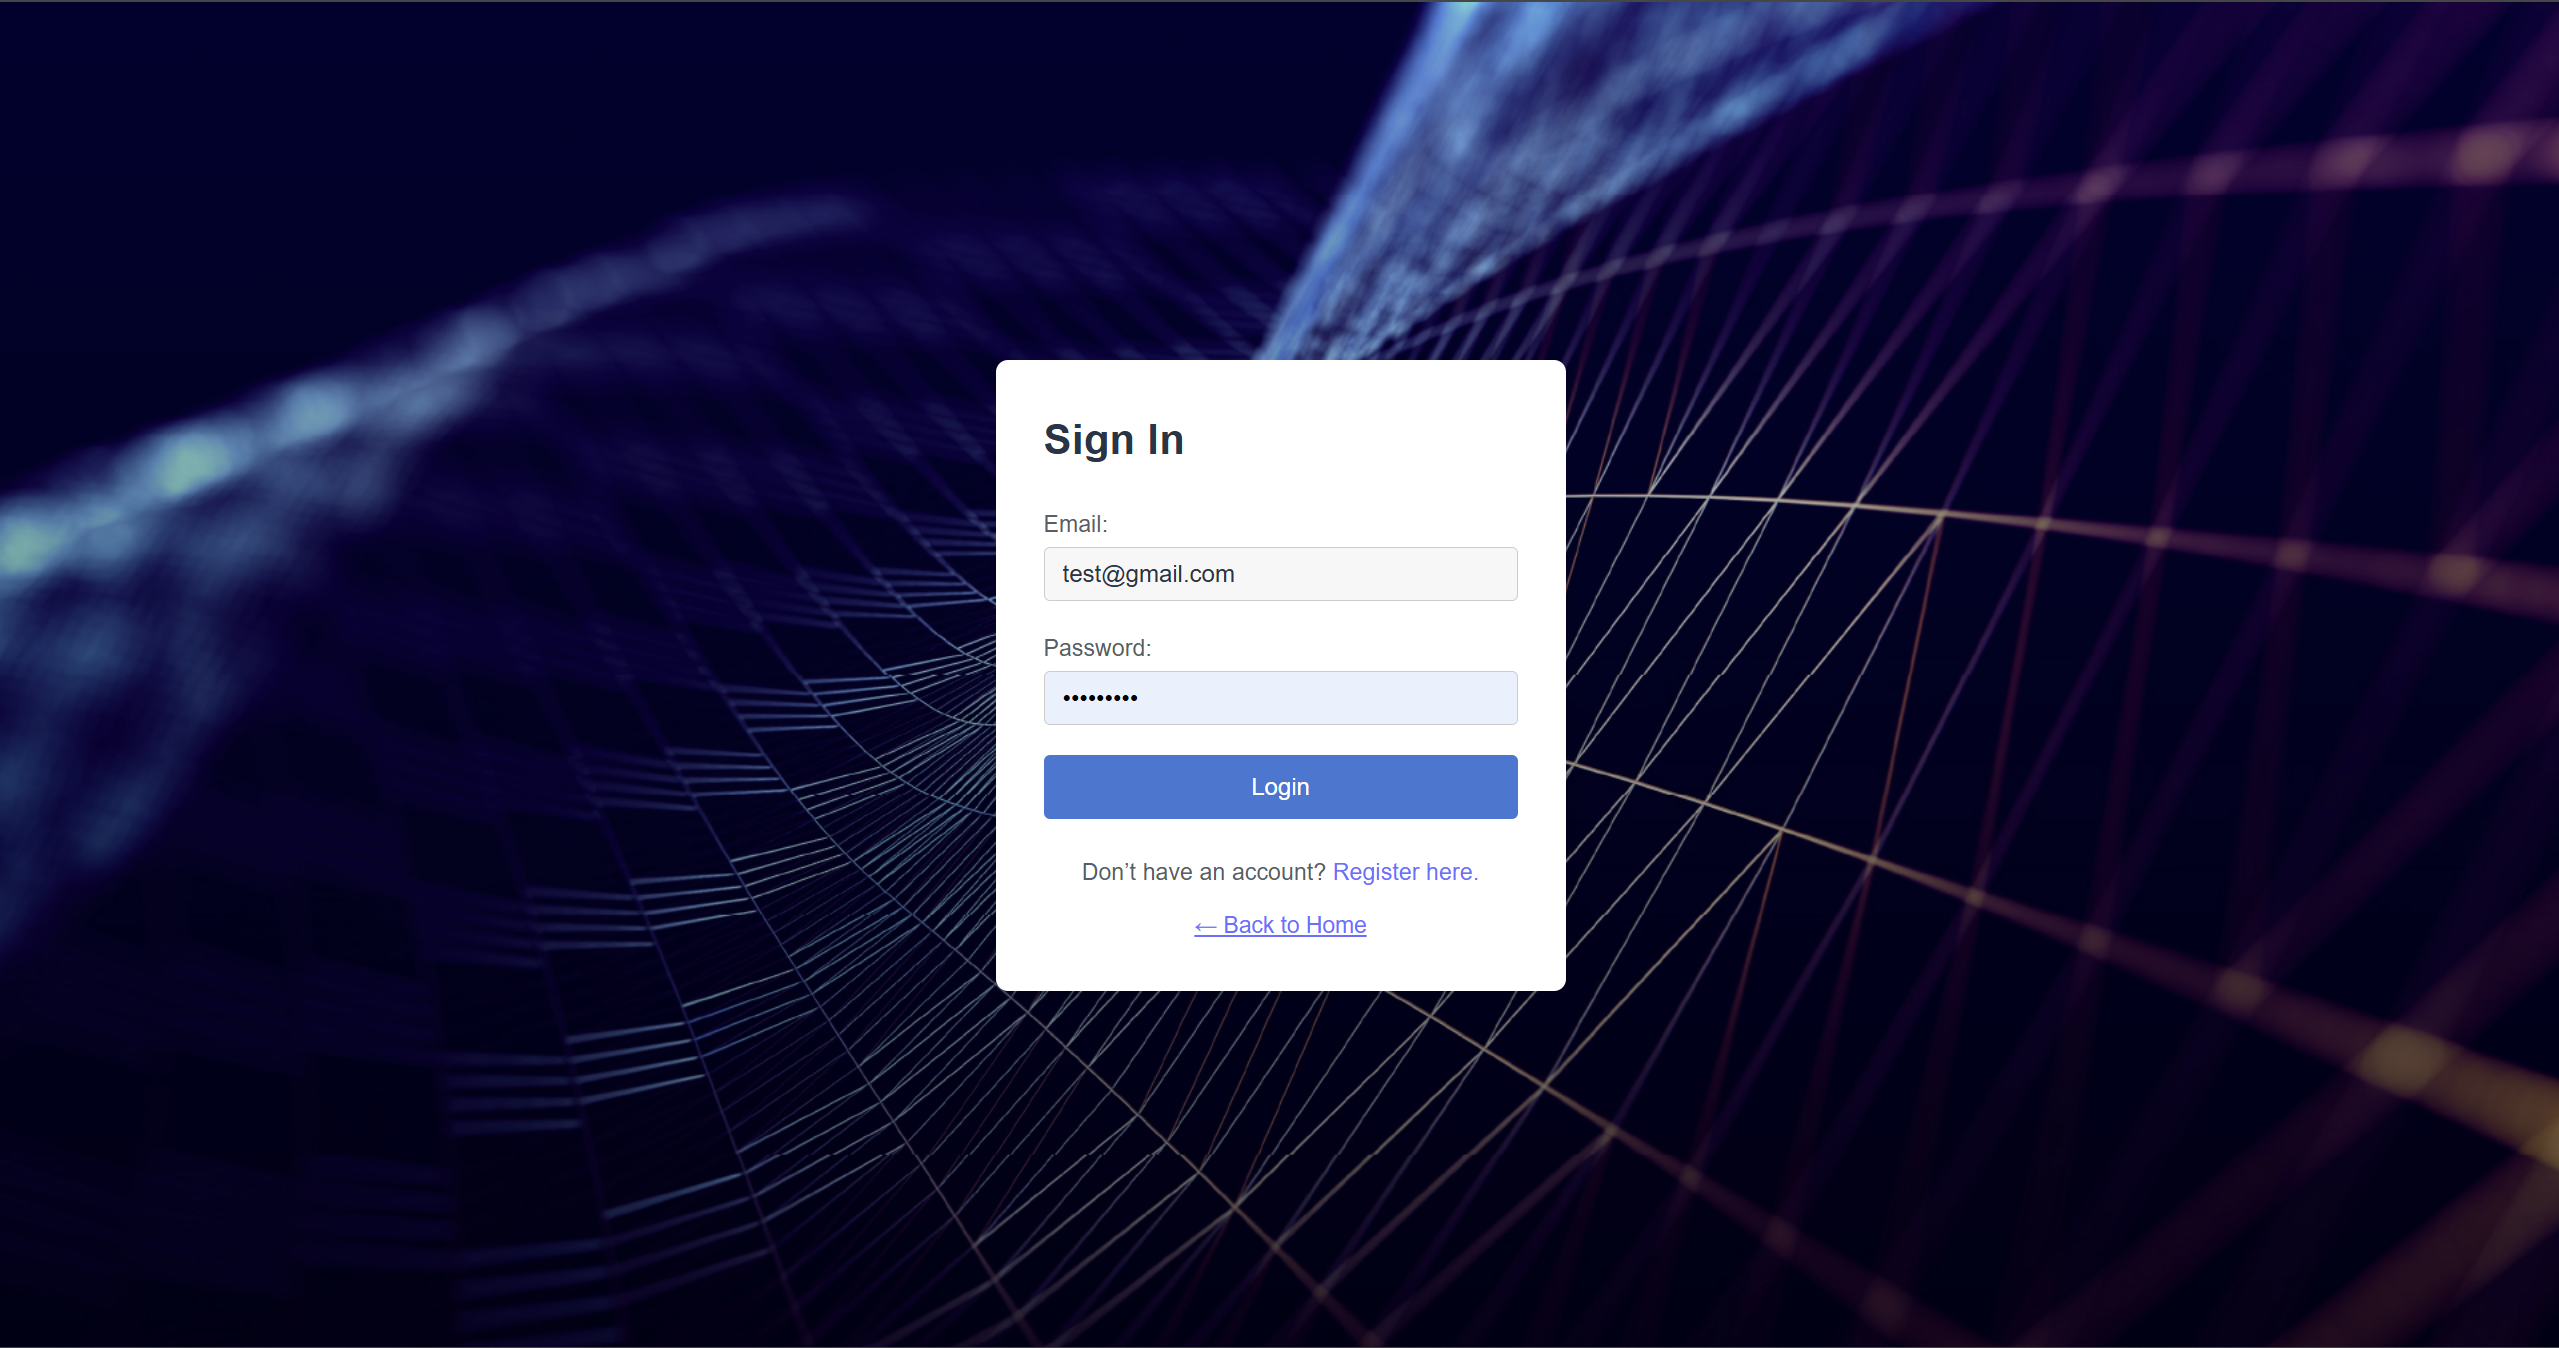 Sign In
Email:
test@gmail.com
Password:
•••••••••
Login
Don’t have an account? Register here.
← Back to Home